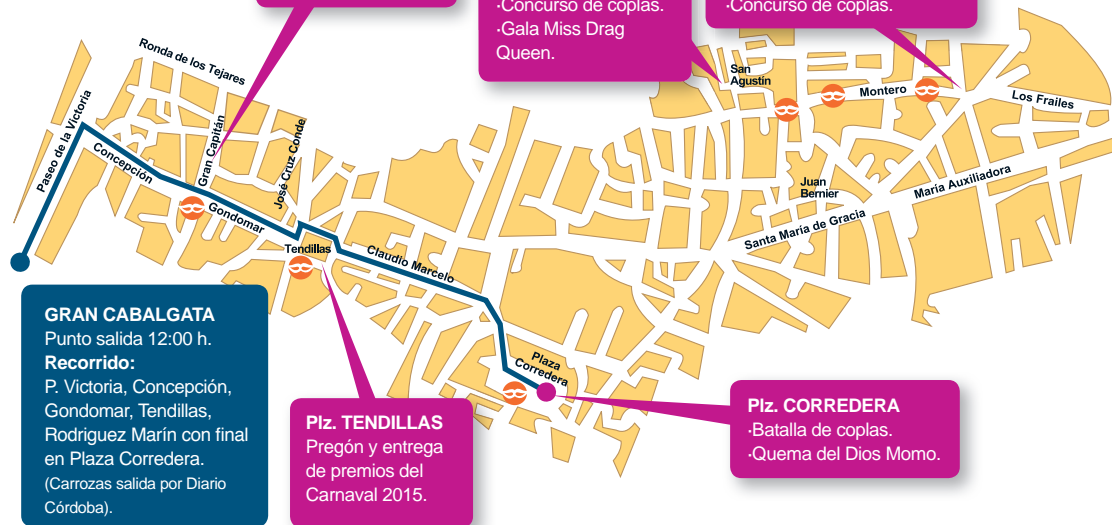 ·Concurso de coplas.
·Gala Miss Drag
Queen.
·Concurso de coplas.
Ronda de los Tejares
Paseo de la Victoria
Concepción
Gran Capitán
José Cruz Conde
Gondomar
Tendillas
Claudio Marcelo
Plaza
Corredera
San
Agustín
Montero
Los Frailes
Juan
Bernier
María Auxiliadora
Santa María de Gracia
GRAN CABALGATA
Punto salida 12:00 h.
Recorrido:
P. Victoria, Concepción,
Gondomar, Tendillas,
Rodriguez Marín con final
en Plaza Corredera.
(Carrozas salida por Diario
Córdoba).
Plz. TENDILLAS
Pregón y entrega
de premios del
Carnaval 2015.
Plz. CORREDERA
·Batalla de coplas.
·Quema del Dios Momo.